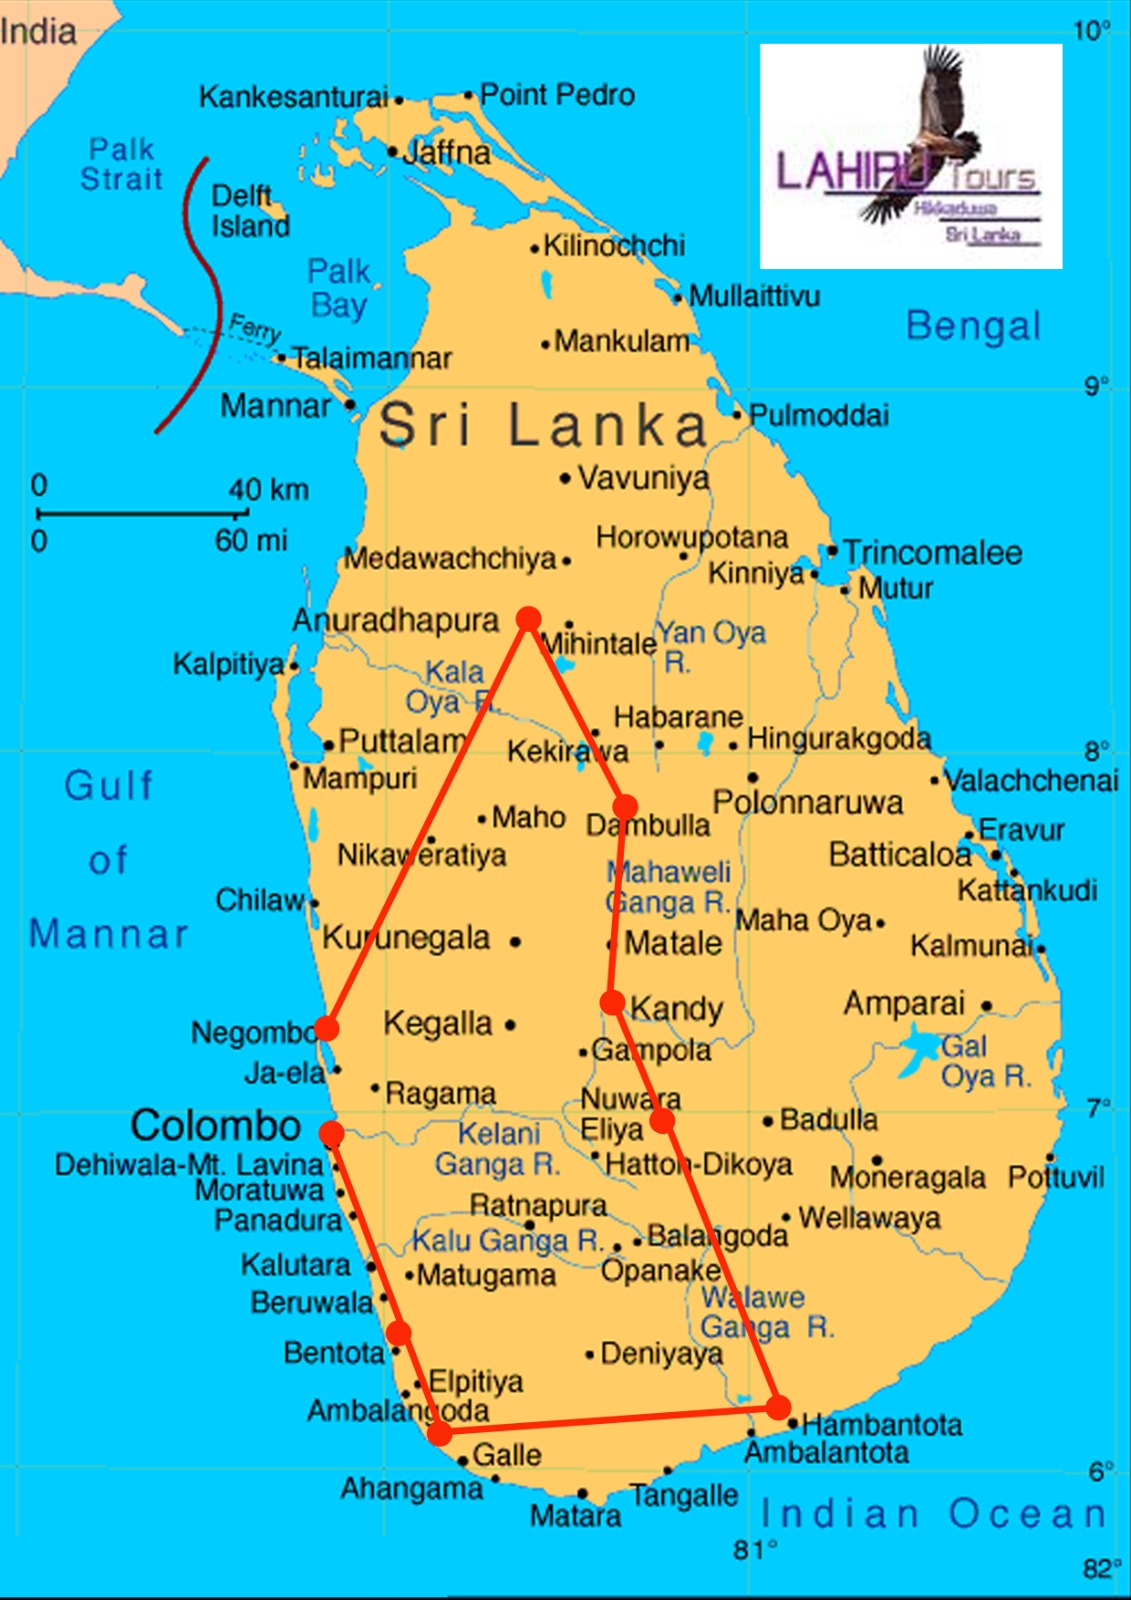 India
10°
Kankesanturai
Point Pedro
Palk
Strait
Jaffna
LAHIRU Tours
Hikkaduwa
Sri Lanka
Delft
Island
Kilinochchi
Palk
Bay
Mullaittivu
Bengal
Ferry
Mankulam
Talaimannar
9°
Mannar
Sri Lanka
Pulmoddai
Vavuniya
0 40 km
0 60 mi
Horowupotana
Medawachchiya
Trincomalee
Kinniya
Mutur
Anuradhapura
Mihintale
Yan Oya
R.
Kalpitiya
Kala
Oya R.
Habarane
Puttalam
Kekirawa
Hingurakgoda
8°
Mampuri
Valachchenai
Gulf
of
Mannar
Polonnaruwa
Maho
Dambulla
Eravur
Nikaweratiya
Batticaloa
Mahaweli
Ganga R.
Kattankudi
Chilaw
Maha Oya
Kurunegala
Matale
Kalmunai
Amparai
Kandy
Negombo
Kegalla
Gampola
Gal
Oya R.
Ja-ela
Ragama
Nuwara
Eliya
7°
Colombo
Badulla
Kelani
Ganga R.
Dehiwala-Mt. Lavina
Hatton-Dikoya
Moneragala
Pottuvil
Moratuwa
Ratnapura
Panadura
Wellawaya
Kalu Ganga R.
Balangoda
Kalutara
Matugama
Opanake
Beruwala
Walawe
Ganga R.
Bentota
Deniyaya
Elpitiya
Ambalangoda
Hambantota
Galle
Ambalantota
6°
Ahangama
Tangalle
Matara
Indian Ocean
81°
82°